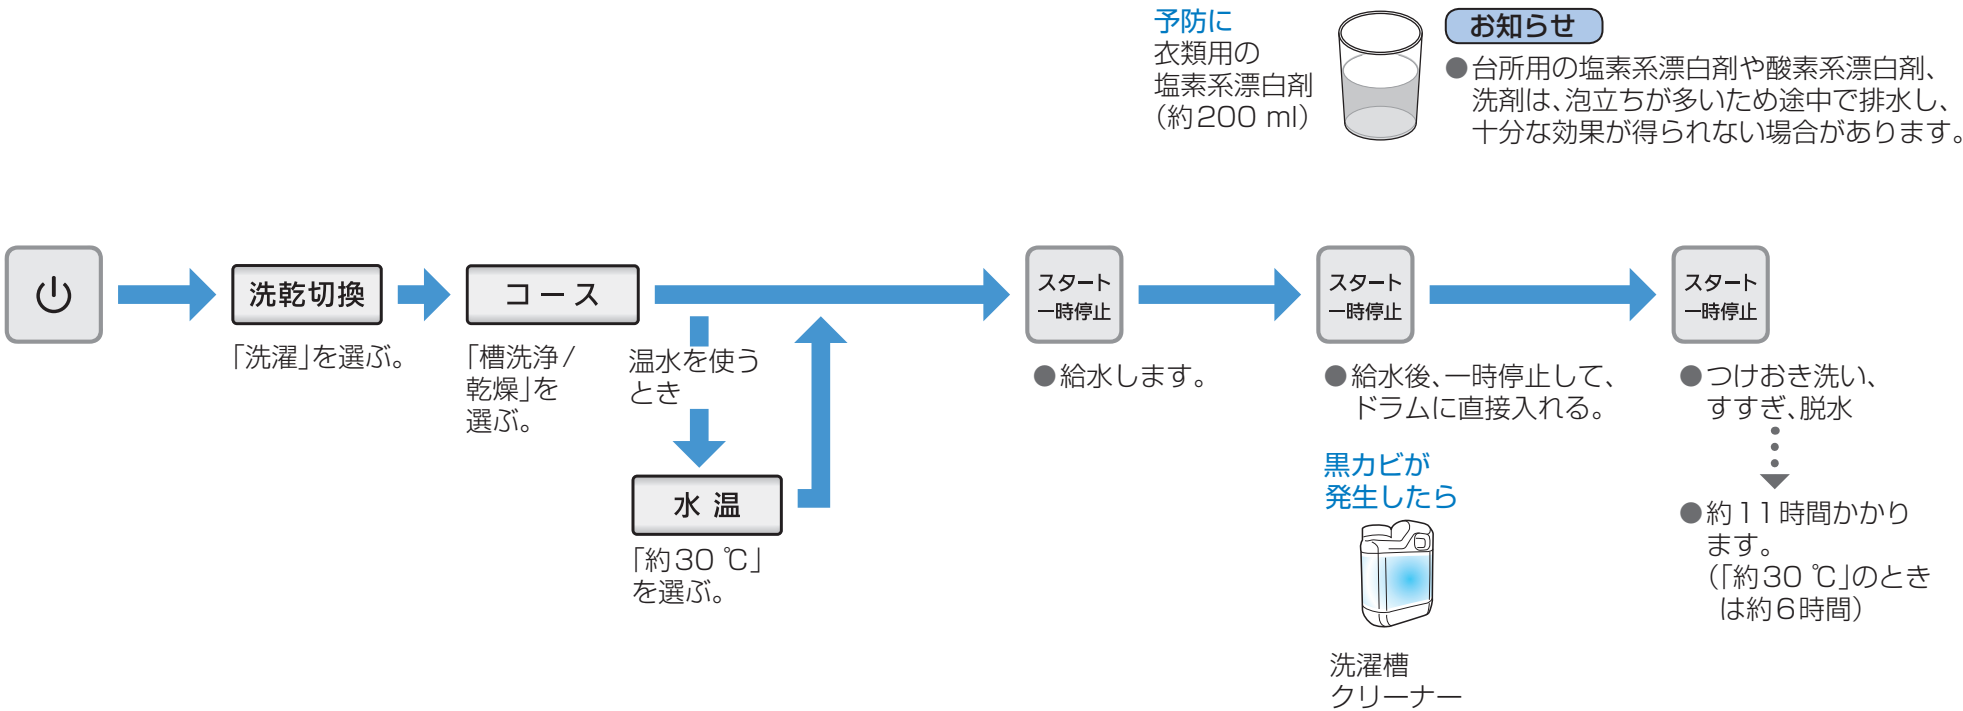 予防に
衣類用の
塩素系漂白剤
（約200 ml）
お知らせ
●台所用の塩素系漂白剤や酸素系漂白剤、
洗剤は、泡立ちが多いため途中で排水し、
十分な効果が得られない場合があります。
洗乾切換
「洗濯」を選ぶ。
コース
「槽洗浄/
乾燥」を
選ぶ。
温水を使う
とき
水温
「約30 ℃」
を選ぶ。
スタート
一時停止
●給水します。
スタート
一時停止
●給水後、一時停止して、
ドラムに直接入れる。
黒カビが
発生したら
洗濯槽
クリーナー
スタート
一時停止
●つけおき洗い、
すすぎ、脱水
●約11時間かかり
ます。
（「約30 ℃」のとき
は約6時間）